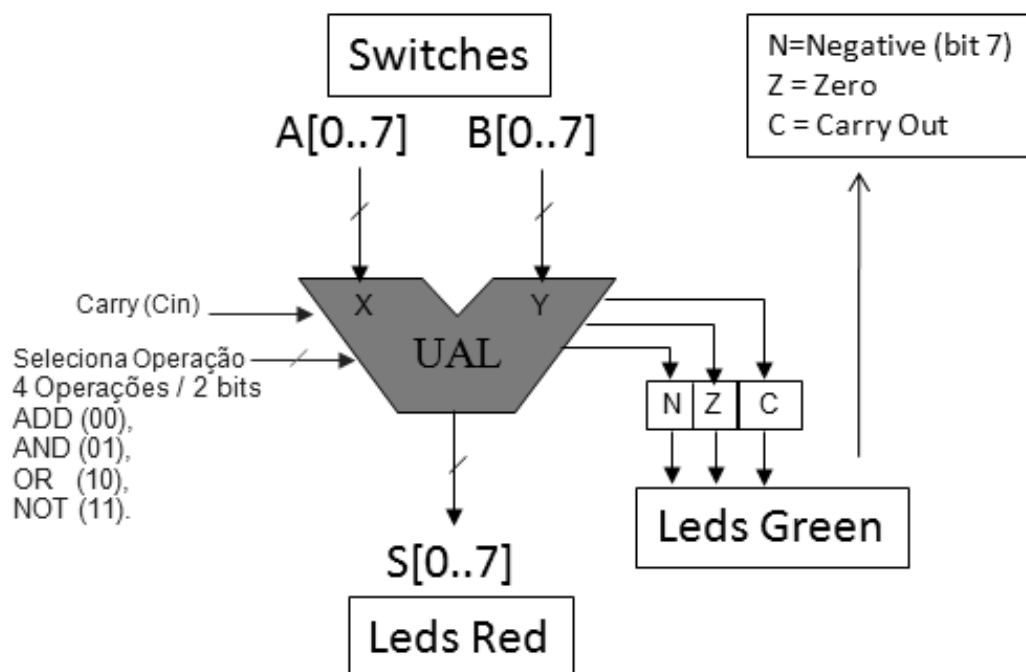 Switches
A[0..7] B[0..7]
N=Negative (bit 7)
Z = Zero
C = Carry Out
X Y
UAL
Carry (Cin)
Seleciona Operação
4 Operações / 2 bits
ADD (00),
AND (01),
OR (10),
NOT (11).
N Z C
Leds Green
S[0..7]
Leds Red